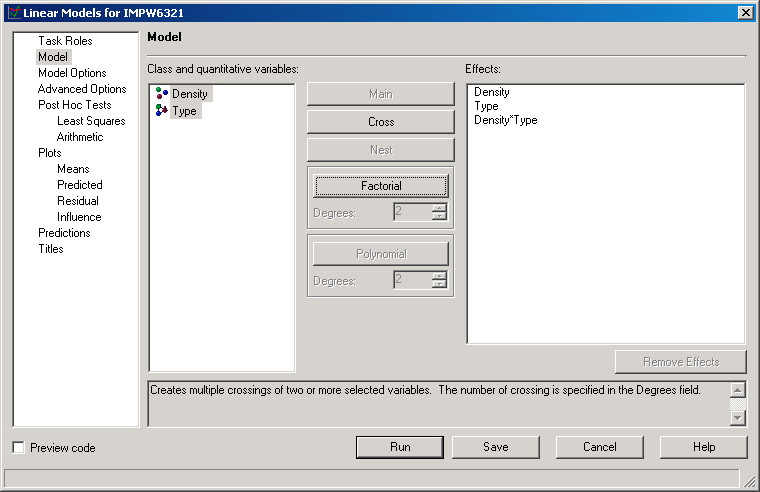 Linear Models for IMPW6321
Task Roles
Model
Model Options
Advanced Options
Post Hoc Tests
Least Squares
Arithmetic
Plots
Means
Predicted
Residual
Influence
Predictions
Titles
Model
Class and quantitative variables:
Density
Type
Main
Cross
Nest
Factorial
Degrees: 2
Polynomial
Degrees: 2
Effects:
Density
Type
Density*Type
Remove Effects
Creates multiple crossings of two or more selected variables. The number of crossing is specified in the Degrees field.
Preview code
Run
Save
Cancel
Help